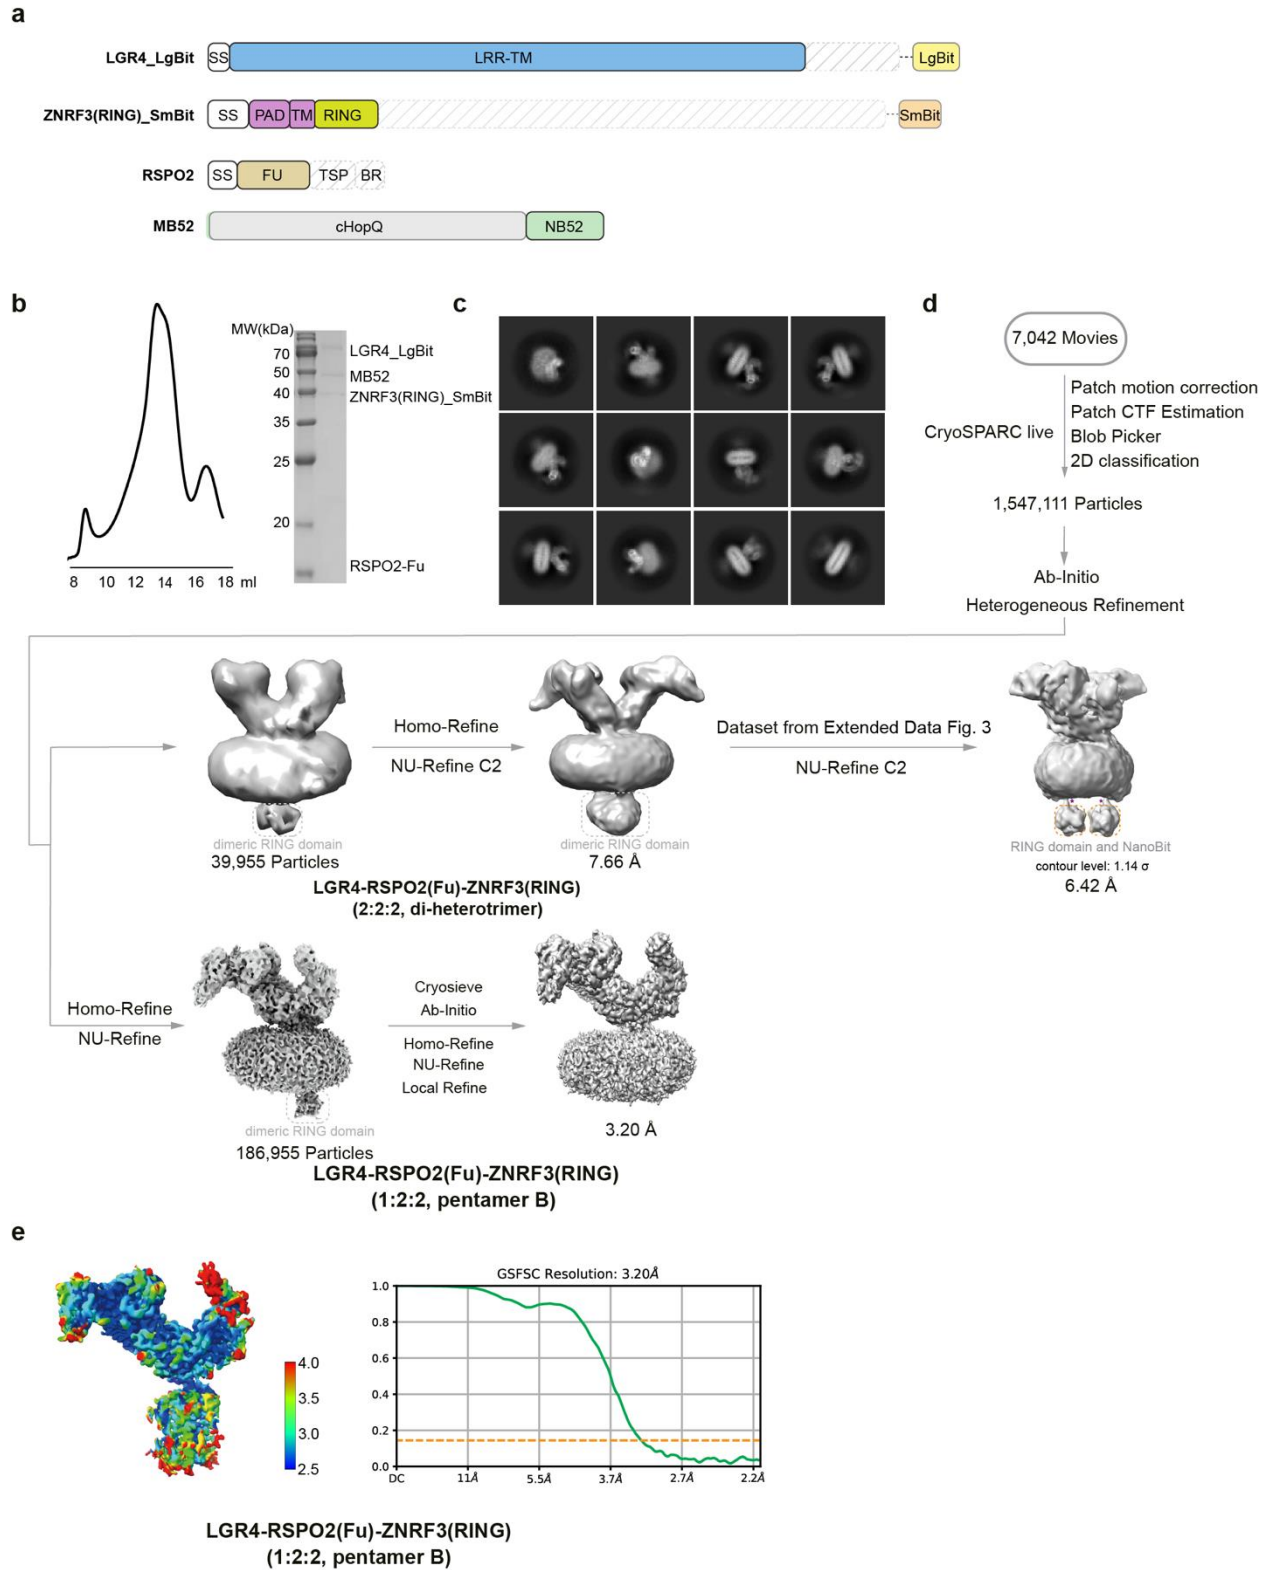 a
LGR4_LgBit
SS
LRR-TM
LgBit
ZNRF3(RING)_SmBit
SS
PAD
TM
RING
SmBit
RSPO2
SS
FU
TSP
BR
MB52
cHopQ
NB52
b
8 10 12 14 16 18 ml
MW(kDa)
70
50
40
35
25
20
LGR4_LgBit
MB52
ZNRF3(RING)_SmBit
RSPO2-Fu
c
d
7,042 Movies
CryoSPARC live
Patch motion correction
Patch CTF Estimation
Blob Picker
2D classification
1,547,111 Particles
Ab-Initio
Heterogeneous Refinement
dimeric RING domain
39,955 Particles
Homo-Refine
NU-Refine C2
dimeric RING domain
7.66 Å
Dataset from Extended Data Fig. 3
NU-Refine C2
RING domain and NanoBit
contour level: 1.14 σ
6.42 Å
LGR4-RSPO2(Fu)-ZNRF3(RING)
(2:2:2, di-heterotrimer)
Homo-Refine
NU-Refine
dimeric RING domain
186,955 Particles
Cryosieve
Ab-Initio
Homo-Refine
NU-Refine
Local Refine
3.20 Å
LGR4-RSPO2(Fu)-ZNRF3(RING)
(1:2:2, pentamer B)
e
4.0
3.5
3.0
2.5
GSFSC Resolution: 3.20Å
1.0
0.8
0.6
0.4
0.2
0.0
DC 11Å 5.5Å 3.7Å 2.7Å 2.2Å
LGR4-RSPO2(Fu)-ZNRF3(RING)
(1:2:2, pentamer B)